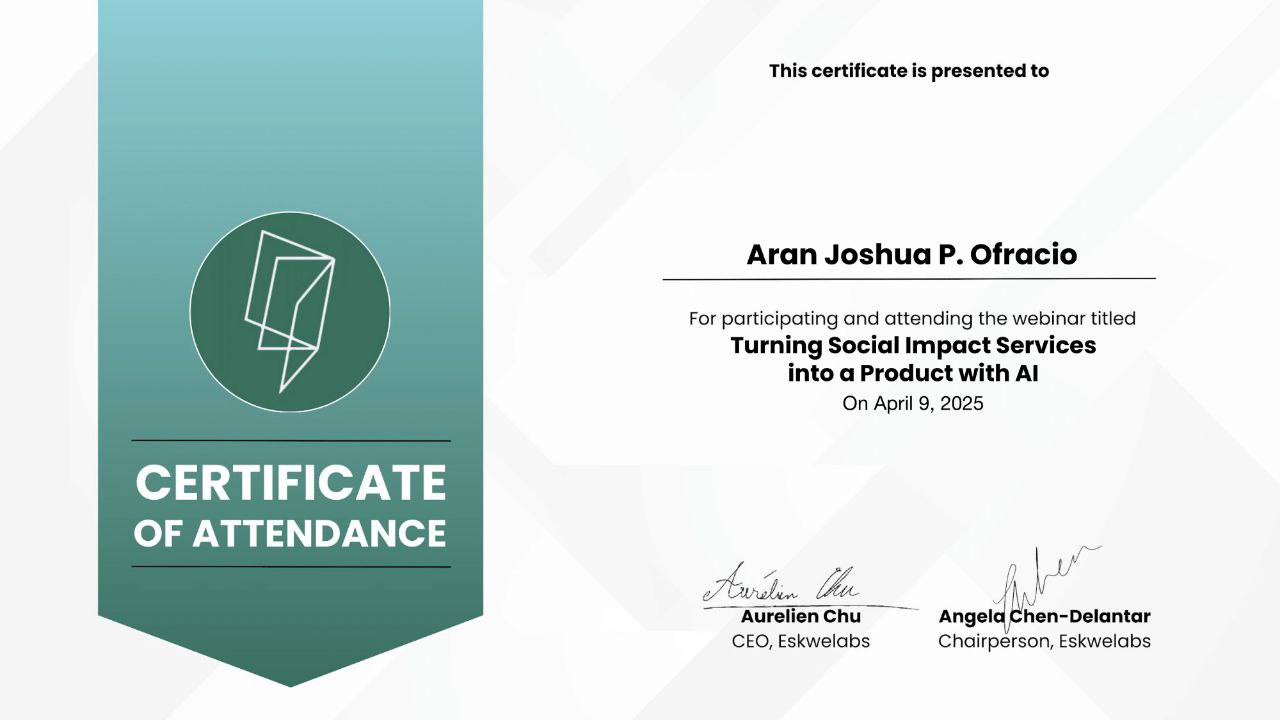 CERTIFICATE
OF ATTENDANCE
This certificate is presented to
Aran Joshua P. Ofracio
For participating and attending the webinar titled
Turning Social Impact Services
into a Product with AI
On April 9, 2025
Aurélien Chu
Aurelien Chu
CEO, Eskwelabs
Angela Chen-Delantar
Chairperson, Eskwelabs